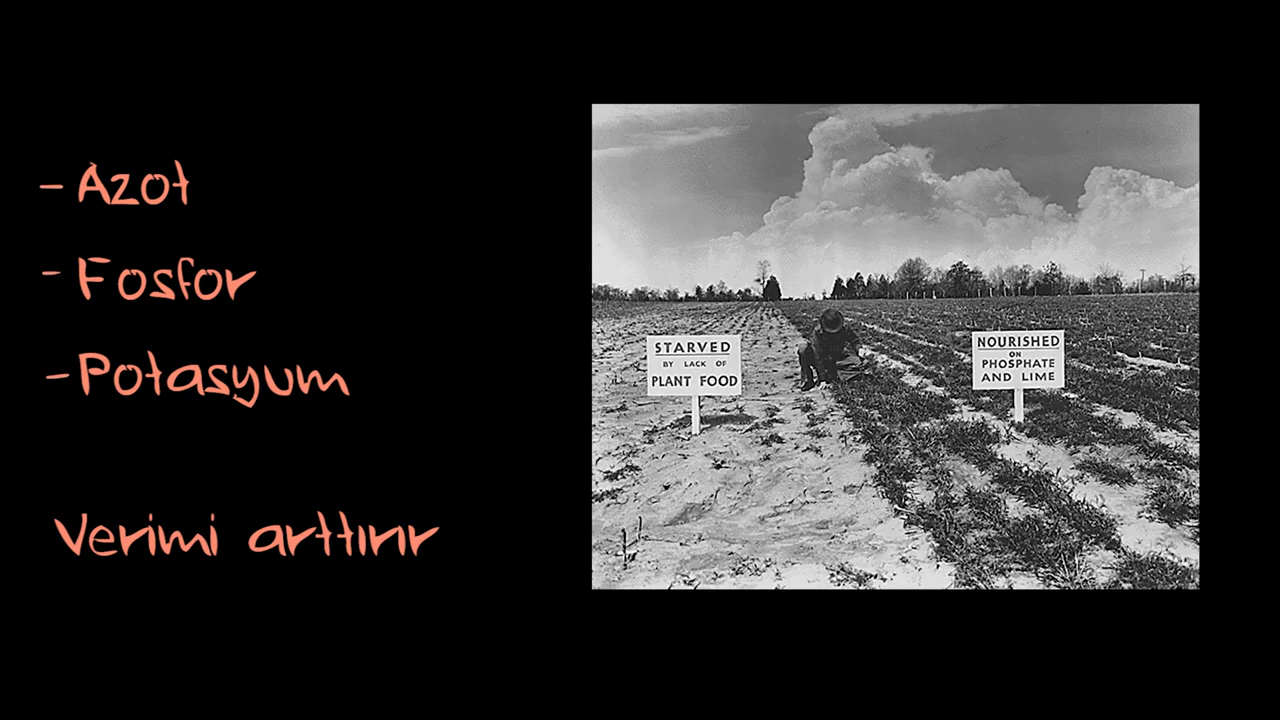 - Azot
- Fosfor
- Potasyum
Verimi arttırır
STARVED
BY LACK OF
PLANT FOOD
NOURISHED
ON
PHOSPHATE
AND LIME